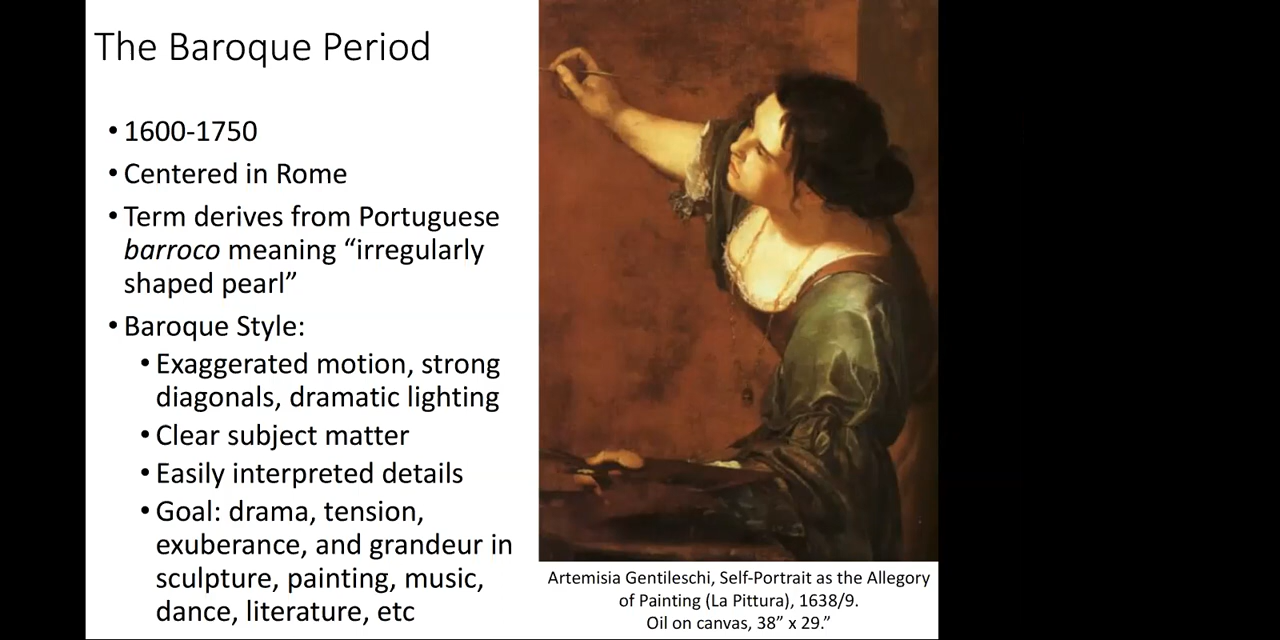 The Baroque Period
• 1600-1750
• Centered in Rome
• Term derives from Portuguese
barroco meaning “irregularly
shaped pearl”
• Baroque Style:
• Exaggerated motion, strong
diagonals, dramatic lighting
• Clear subject matter
• Easily interpreted details
• Goal: drama, tension,
exuberance, and grandeur in
sculpture, painting, music,
dance, literature, etc
Artemisia Gentileschi, Self-Portrait as the Allegory
of Painting (La Pittura), 1638/9.
Oil on canvas, 38” x 29.”